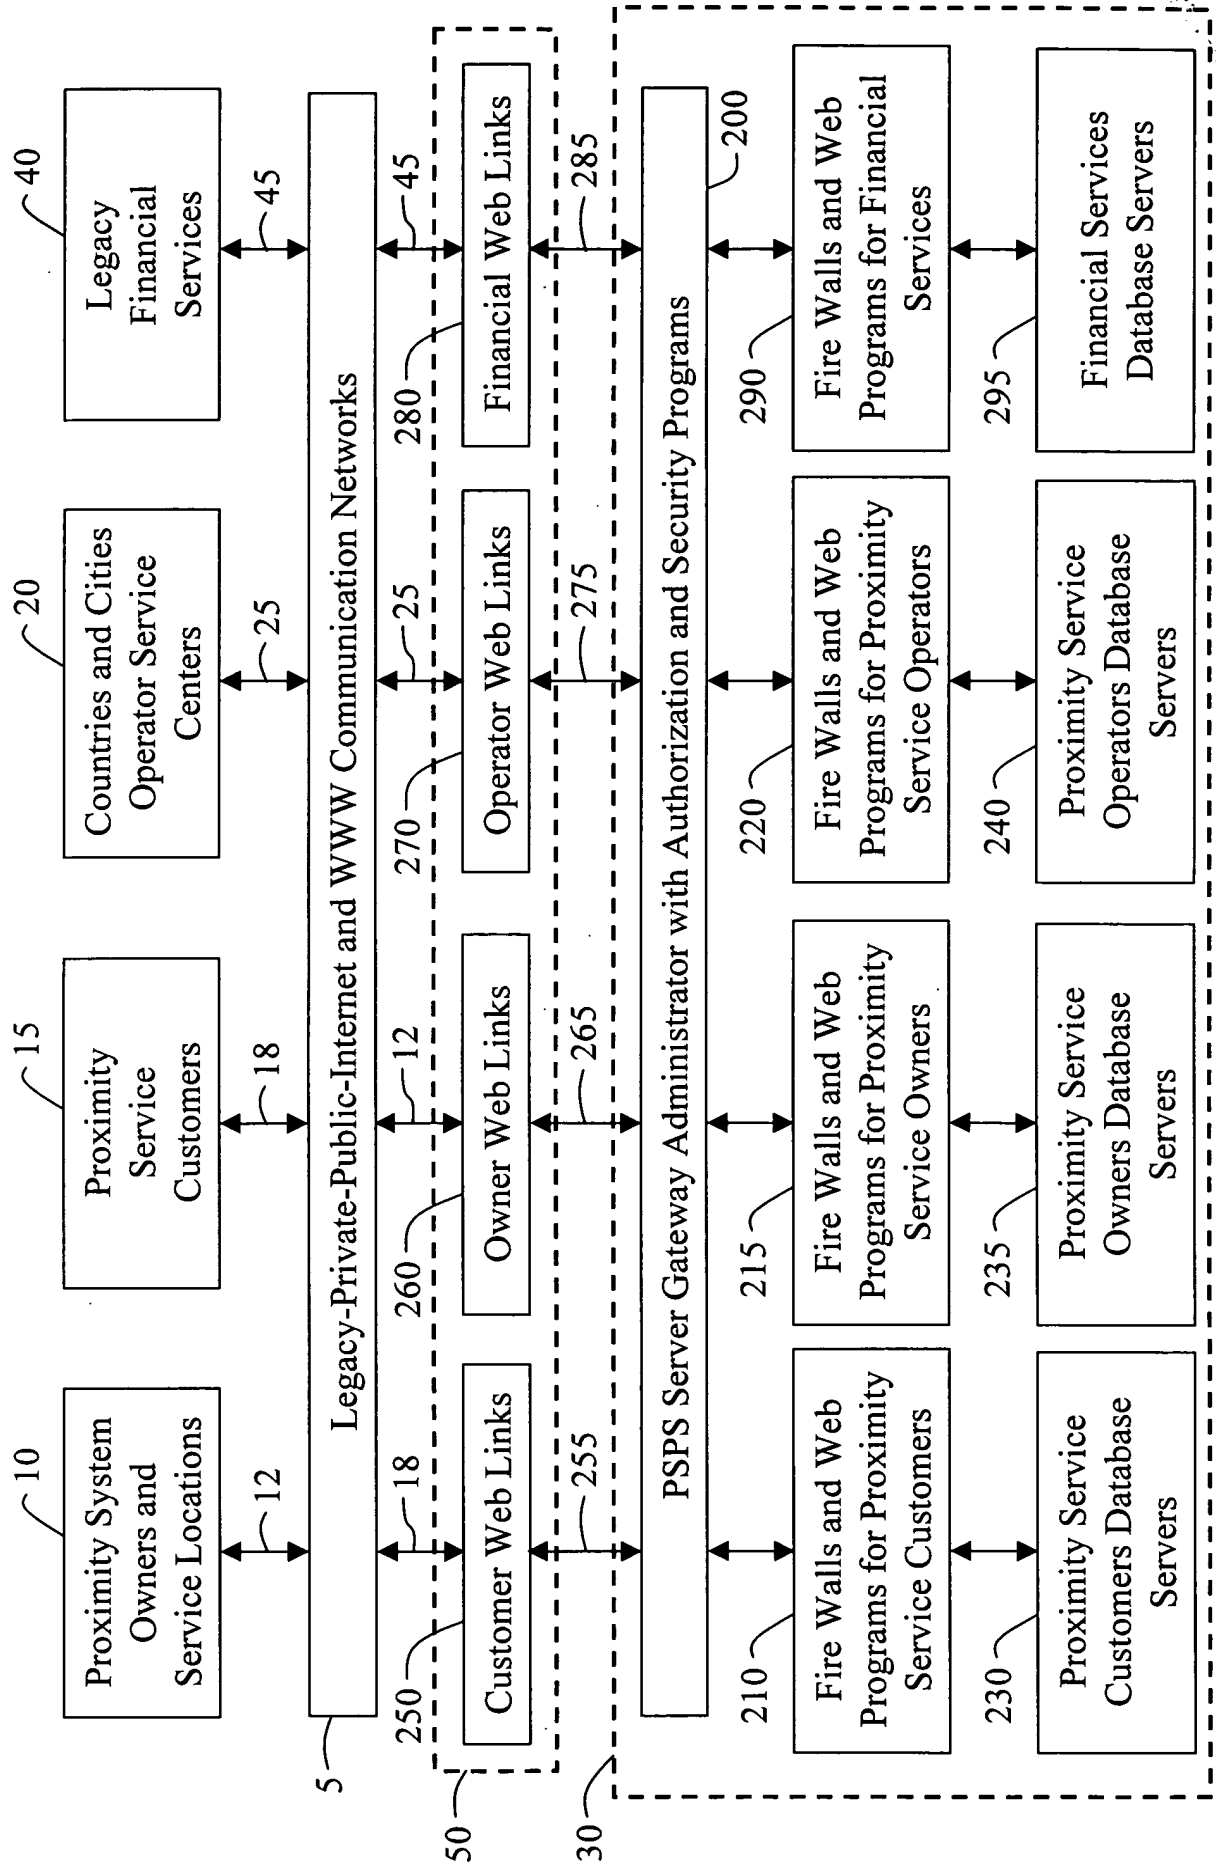 10
Proximity System
Owners and
Service Locations
12
15
Proximity
Service
Customers
18
20
Countries and Cities
Operator Service
Centers
25
40
Legacy
Financial
Services
45
5
Legacy-Private-Public-Internet and WWW Communication Networks
18
12
25
45
50
250
Customer Web Links
260
Owner Web Links
270
Operator Web Links
280
Financial Web Links
255
265
275
285
30
PSPS Server Gateway Administrator with Authorization and Security Programs
200
210
Fire Walls and Web
Programs for Proximity
Service Customers
215
Fire Walls and Web
Programs for Proximity
Service Owners
220
Fire Walls and Web
Programs for Proximity
Service Operators
290
Fire Walls and Web
Programs for Financial
Services
230
Proximity Service
Customers Database
Servers
235
Proximity Service
Owners Database
Servers
240
Proximity Service
Operators Database
Servers
295
Financial Services
Database Servers